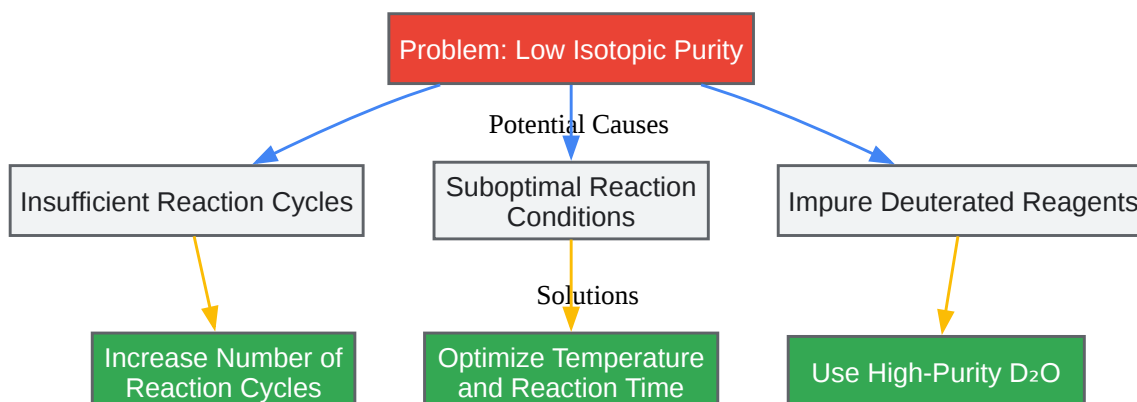 Problem: Low Isotopic Purity
Potential Causes
Insufficient Reaction Cycles
Suboptimal Reaction
Conditions
Impure Deuterated Reagents
Solutions
Increase Number of
Reaction Cycles
Optimize Temperature
and Reaction Time
Use High-Purity D₂O